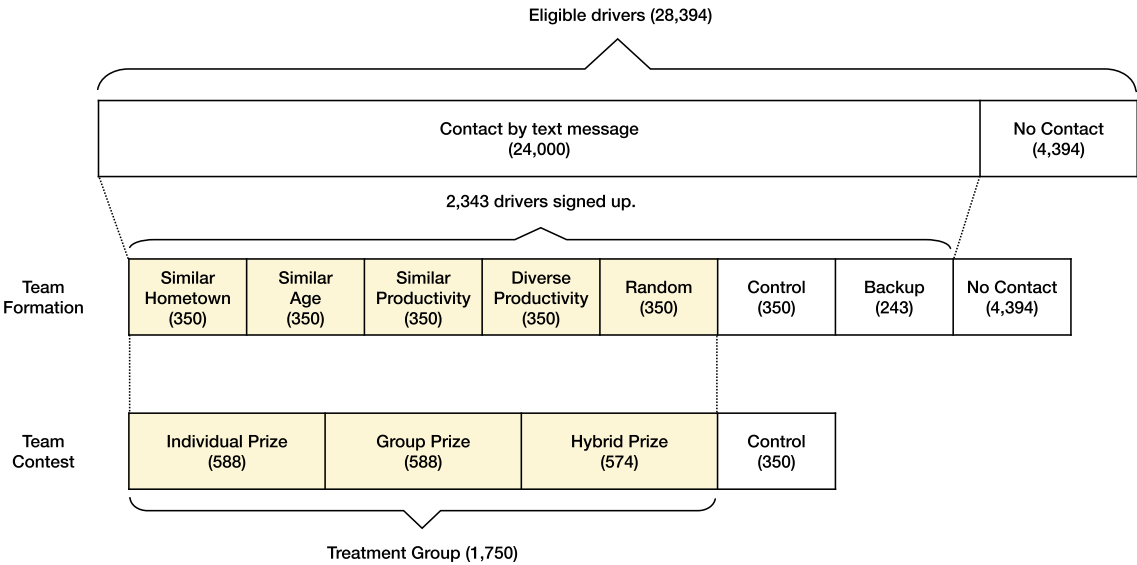 Eligible drivers (28,394)
Contact by text message
(24,000)
No Contact
(4,394)
2,343 drivers signed up.
Team
Formation
Similar
Hometown
(350)
Similar
Age
(350)
Similar
Productivity
(350)
Diverse
Productivity
(350)
Random
(350)
Control
(350)
Backup
(243)
No Contact
(4,394)
Team
Contest
Individual Prize
(588)
Group Prize
(588)
Hybrid Prize
(574)
Control
(350)
Treatment Group (1,750)